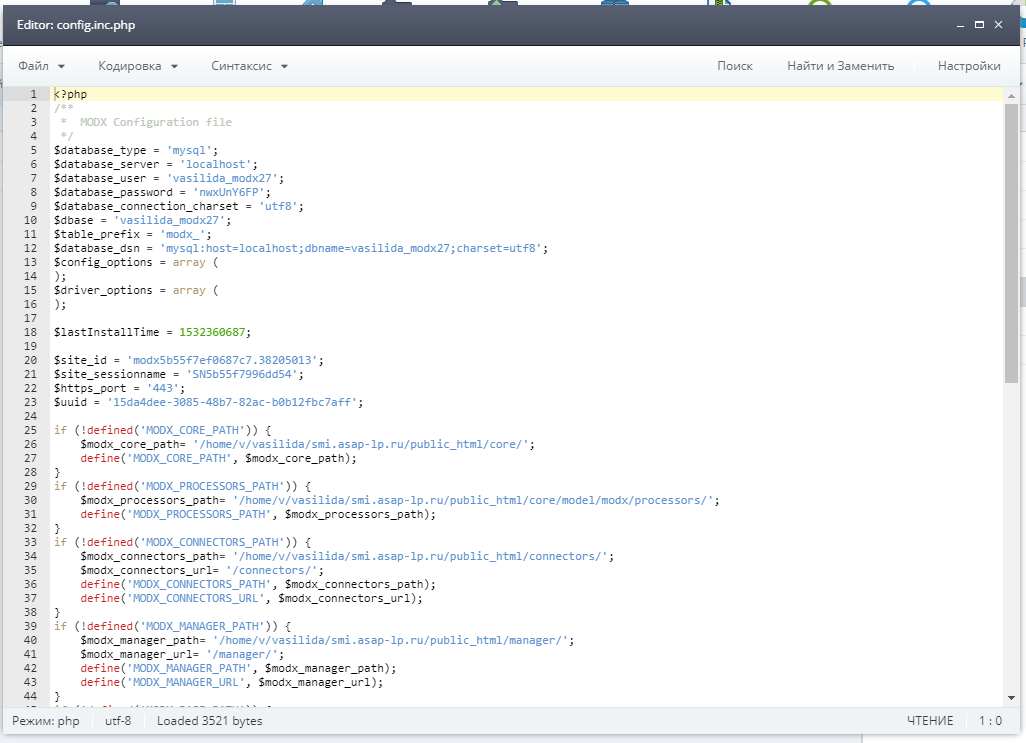 Editor: config.inc.php
Файл Кодировка Синтаксис Поиск Найти и Заменить Настройки
1 <?php
2 /**
3  *  MODX Configuration file
4  */
5 $database_type = 'mysql';
6 $database_server = 'localhost';
7 $database_user = 'vasilida_modx27';
8 $database_password = 'nwxUnY6FP';
9 $database_connection_charset = 'utf8';
10 $dbase = 'vasilida_modx27';
11 $table_prefix = 'modx_';
12 $database_dsn = 'mysql:host=localhost;dbname=vasilida_modx27;charset=utf8';
13 $config_options = array (
14 );
15 $driver_options = array (
16 );
17
18 $lastInstallTime = 1532360687;
19
20 $site_id = 'modx5b55f7ef0687c7.38205013';
21 $site_sessionname = 'SN5b55f7996dd54';
22 $https_port = '443';
23 $uuid = '15da4dee-3085-48b7-82ac-b0b12fbc7aff';
24
25 if (!defined('MODX_CORE_PATH')) {
26     $modx_core_path= '/home/v/vasilida/smi.asap-lp.ru/public_html/core/';
27     define('MODX_CORE_PATH', $modx_core_path);
28 }
29 if (!defined('MODX_PROCESSORS_PATH')) {
30     $modx_processors_path= '/home/v/vasilida/smi.asap-lp.ru/public_html/core/model/modx/processors/';
31     define('MODX_PROCESSORS_PATH', $modx_processors_path);
32 }
33 if (!defined('MODX_CONNECTORS_PATH')) {
34     $modx_connectors_path= '/home/v/vasilida/smi.asap-lp.ru/public_html/connectors/';
35     $modx_connectors_url= '/connectors/';
36     define('MODX_CONNECTORS_PATH', $modx_connectors_path);
37     define('MODX_CONNECTORS_URL', $modx_connectors_url);
38 }
39 if (!defined('MODX_MANAGER_PATH')) {
40     $modx_manager_path= '/home/v/vasilida/smi.asap-lp.ru/public_html/manager/';
41     $modx_manager_url= '/manager/';
42     define('MODX_MANAGER_PATH', $modx_manager_path);
43     define('MODX_MANAGER_URL', $modx_manager_url);
44 }
Режим: php utf-8 Loaded 3521 bytes ЧТЕНИЕ 1 : 0